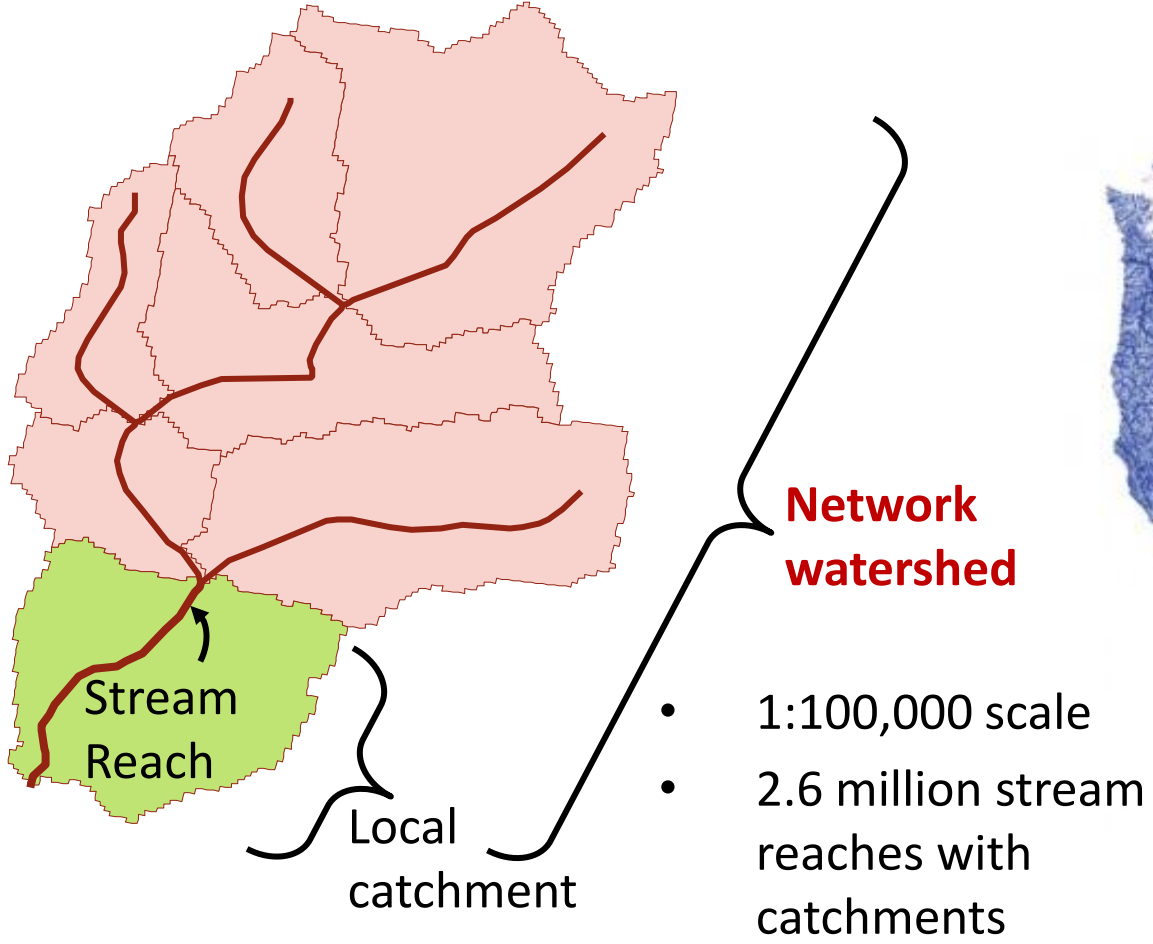 Network
watershed
Stream
Reach
Local
catchment
• 1:100,000 scale
• 2.6 million stream
reaches with
catchments